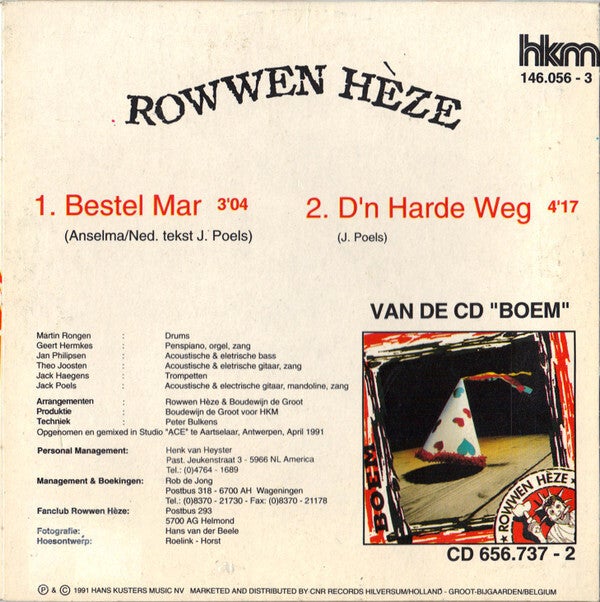 hkm
146.056 - 3
ROWWEN HÈZE
1. Bestel Mar 3'04
(Anselma/Ned. tekst J. Poels)
2. D'n Harde Weg 4'17
(J. Poels)
VAN DE CD "BOEM"
Martin Rongen : Drums
Geert Hermkes : Penspiano, orgel, zang
Jan Philipsen : Acoustische & eletrische bass
Theo Joosten : Acoustische & eletrische gitaar, zang
Jack Haegens : Trompetten
Jack Poels : Acoustische & electrische gitaar, mandoline, zang
Arrangementen : Rowwen Hèze & Boudewijn de Groot
Produktie : Boudewijn de Groot voor HKM
Techniek : Peter Bulkens
Opgenomen en gemixed in Studio "ACE" te Aartselaar, Antwerpen, April 1991
Personal Management: Henk van Heyster
Past. Jeukenstraat 3 - 5966 NL America
Tel.: (0)4764 - 1689
Management & Boekingen: Rob de Jong
Postbus 318 - 6700 AH Wageningen
Tel.: (0)8370 - 21730 - Fax: (0)8370 - 21178
Fanclub Rowwen Hèze: Postbus 293
5700 AG Helmond
Fotografie: Hans van der Beele
Hoesontwerp: Roelink - Horst
BOEM
ROWWEN HÈZE
CD 656.737 - 2
Ⓟ & © 1991 HANS KUSTERS MUSIC NV MARKETED AND DISTRIBUTED BY CNR RECORDS HILVERSUM/HOLLAND - GROOT-BIJGAARDEN/BELGIUM